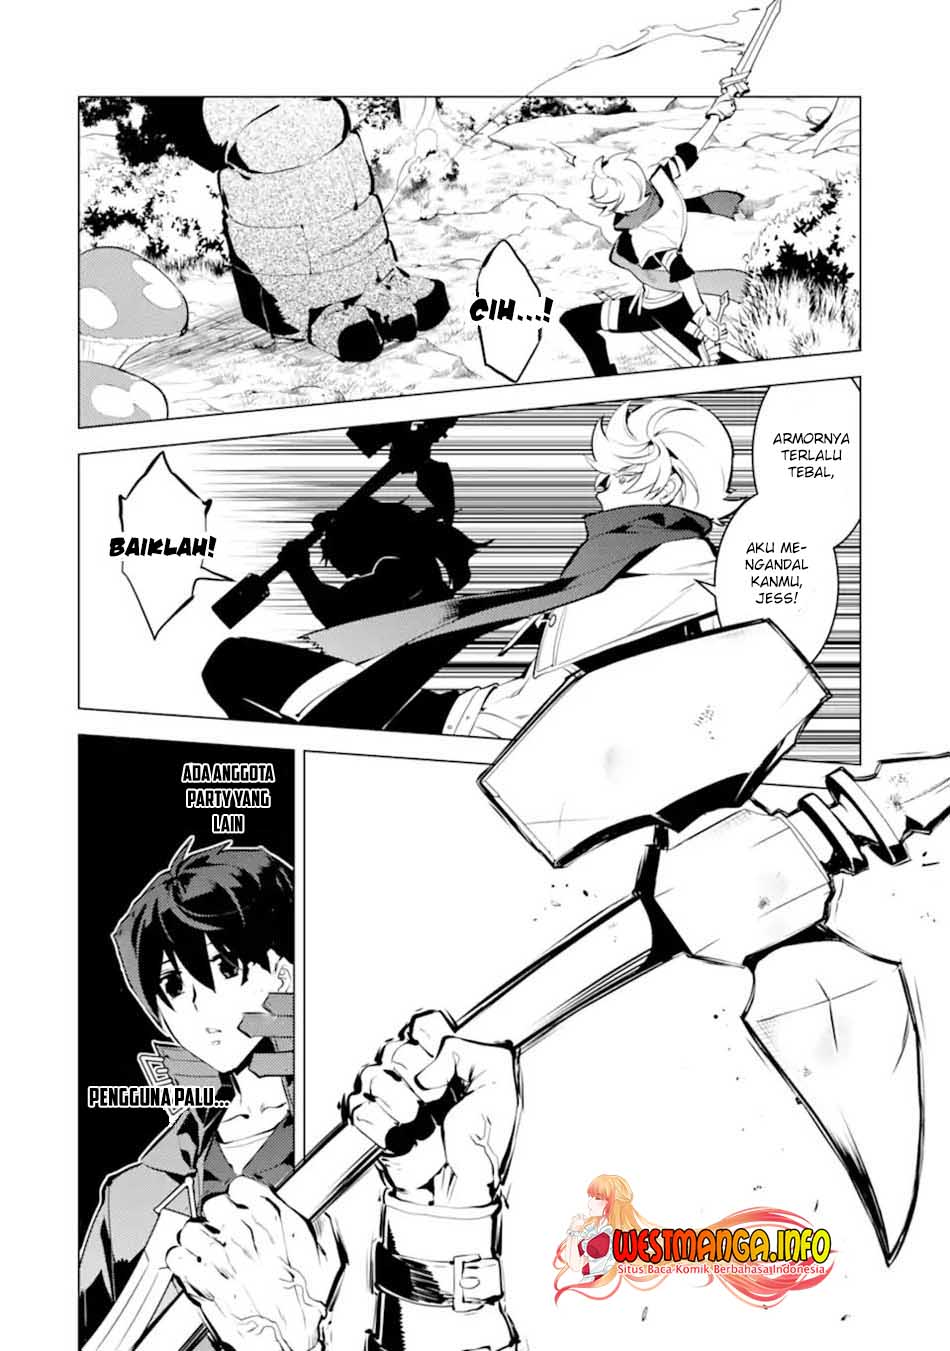 CIH...!
ARMORNYA
TERLALU
TEBAL,
AKU ME-
NGANDAL
KANMU,
JESS!
BAIKLAH!
ADA ANGGOTA
PARTY YANG
LAIN
PENGGUNA PALU...
WESTMANGA.INFO
Situs Baca Komik Berbahasa Indonesia